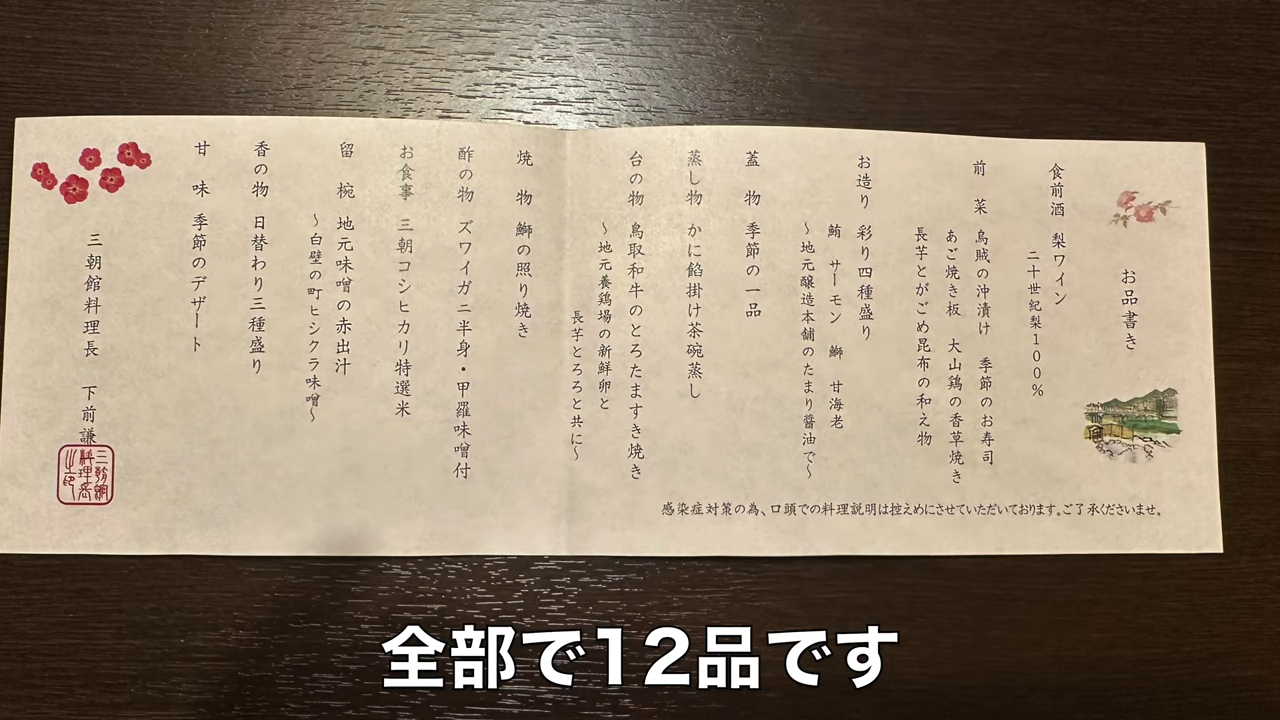 お品書き
食前酒 梨ワイン
二十世紀梨100%
前菜 烏賊の沖漬け 季節のお寿司
あご焼き板 大山鶏の香草焼き
長芋とがごめ昆布の和え物
お造り 彩り四種盛り
鮪 サーモン 鰤 甘海老
~地元醸造本舗のたまり醤油で~
蓋物 季節の一品
蒸し物 かに餡掛け茶碗蒸し
台の物 鳥取和牛のとろたますき焼き
~地元養鶏場の新鮮卵と
長芋とろろと共に~
焼物 鰤の照り焼き
酢の物 ズワイガニ半身・甲羅味噌付
お食事 三朝コシヒカリ特選米
留椀 地元味噌の赤出汁
~白壁の町ヒシクラ味噌~
香の物 日替わり三種盛り
甘味 季節のデザート
三朝館料理長 下前謙
三朝館料理長之印
感染症対策の為、口頭での料理説明は控えめにさせていただいております。ご了承くださいませ。
全部で12品です